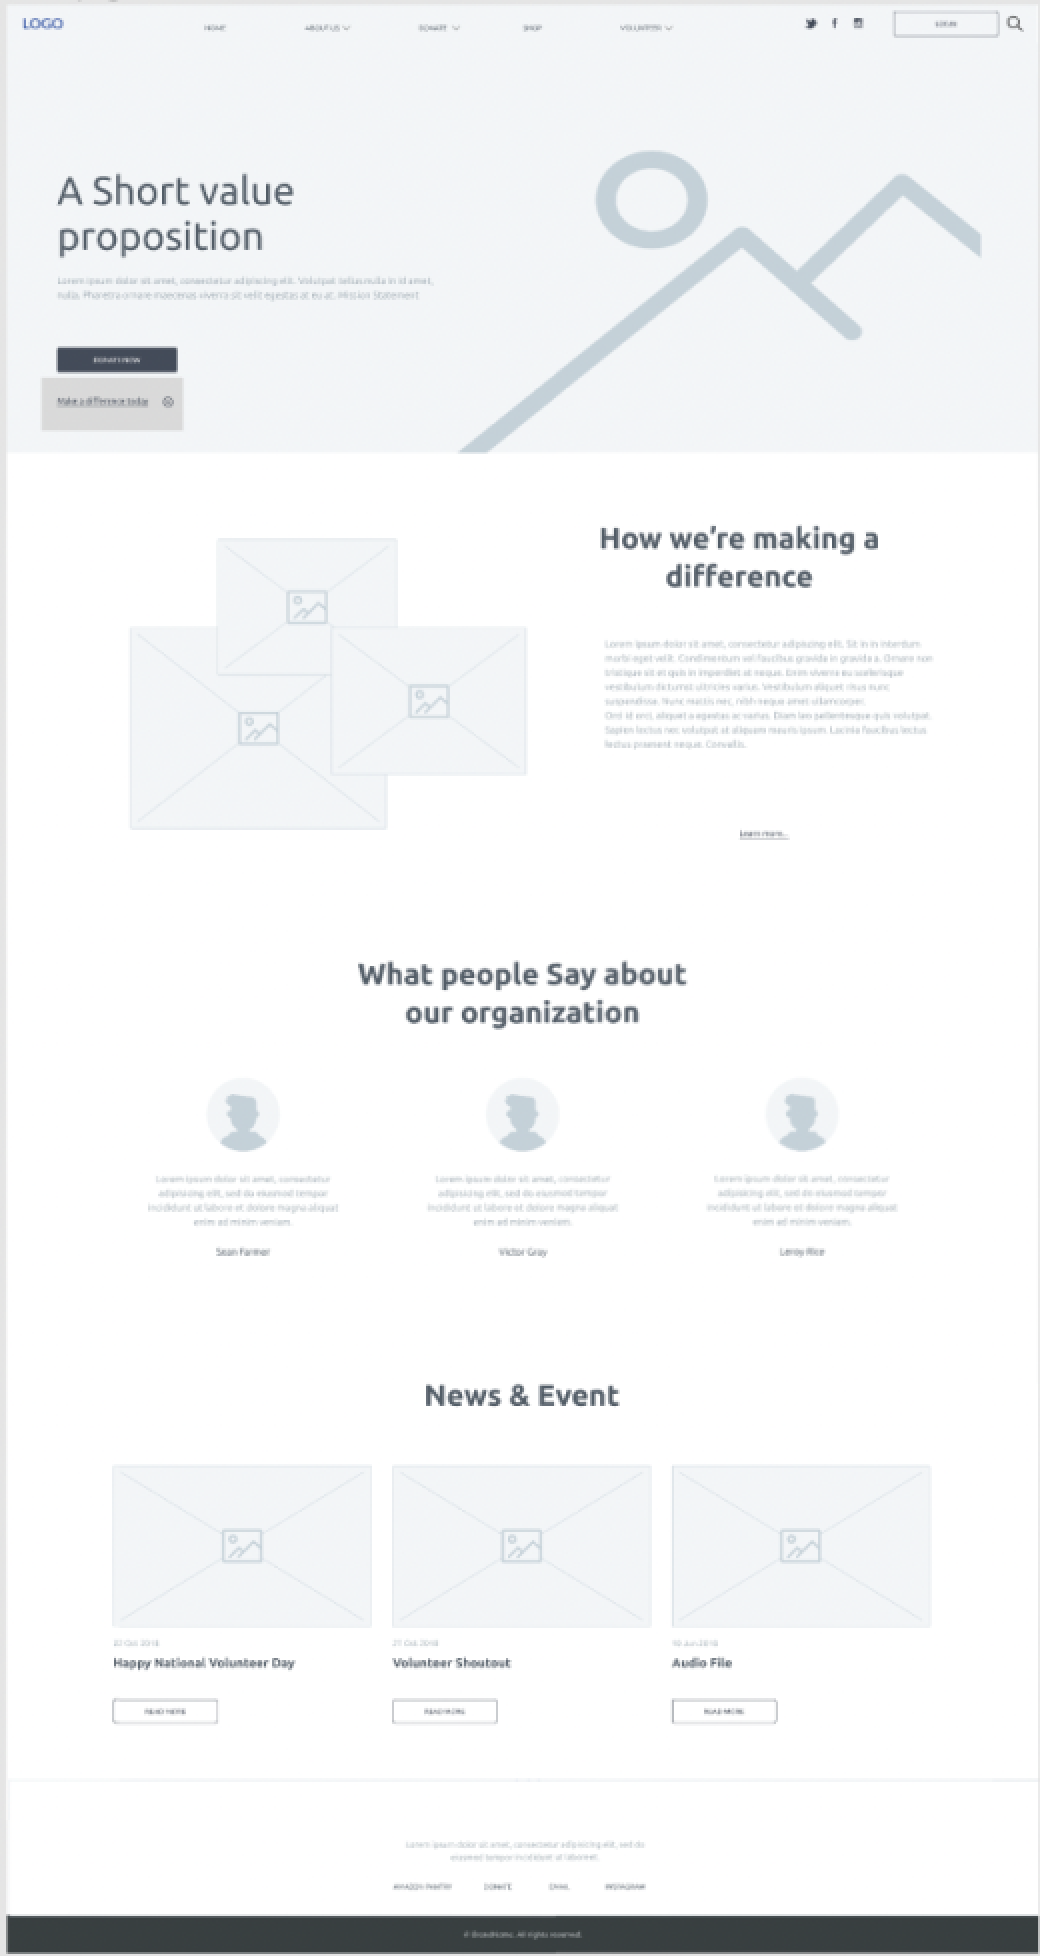 LOGO
HOME
ABOUT US
DONATE
SHOP
VOLUNTEER
LOG IN
A Short value
proposition
Lorem ipsum dolor sit amet, consectetur adipiscing elit. Volutpat tellus nulla in id amet,
nulla. Pharetra ornare maecenas viverra sit velit egestas at eu at. Mission Statement
DONATE NOW
Make a difference today
How we're making a
difference
Lorem ipsum dolor sit amet, consectetur adipiscing elit. Sit in in interdum
morbi eget velit. Condimentum vel faucibus gravida in gravida a. Ornare non
tristique sit et quis in imperdiet at neque. Enim viverra eu scelerisque
vestibulum dictumst ultricies varius. Vestibulum aliquet risus nunc
suspendisse. Nunc mattis nec, nibh neque amet ullamcorper.
Orci id orci, aliquet a egestas ac varius. Diam leo pellentesque quis volutpat.
Sapien lectus nec volutpat at aliquam mauris ipsum. Lacinia faucibus lectus
lectus praesent neque. Convallis.
Learn more...
What people Say about
our organization
Lorem ipsum dolor sit amet, consectetur
adipiscing elit, sed do eiusmod tempor
incididunt ut labore et dolore magna aliquat
enim ad minim veniam.
Sean Farmer
Lorem ipsum dolor sit amet, consectetur
adipiscing elit, sed do eiusmod tempor
incididunt ut labore et dolore magna aliquat
enim ad minim veniam.
Victor Gray
Lorem ipsum dolor sit amet, consectetur
adipiscing elit, sed do eiusmod tempor
incididunt ut labore et dolore magna aliquat
enim ad minim veniam.
Leroy Rice
News & Event
Oct 2018
Happy National Volunteer Day
READ MORE
21 Oct 2018
Volunteer Shoutout
READ MORE
Jun 2018
Audio File
READ MORE
Lorem ipsum dolor sit amet, consectetur adipiscing elit, sed do
eiusmod tempor incididunt ut laboreet.
AMAZON PANTRY
DONATE
EMAIL
INSTAGRAM
© BrandName. All rights reserved.